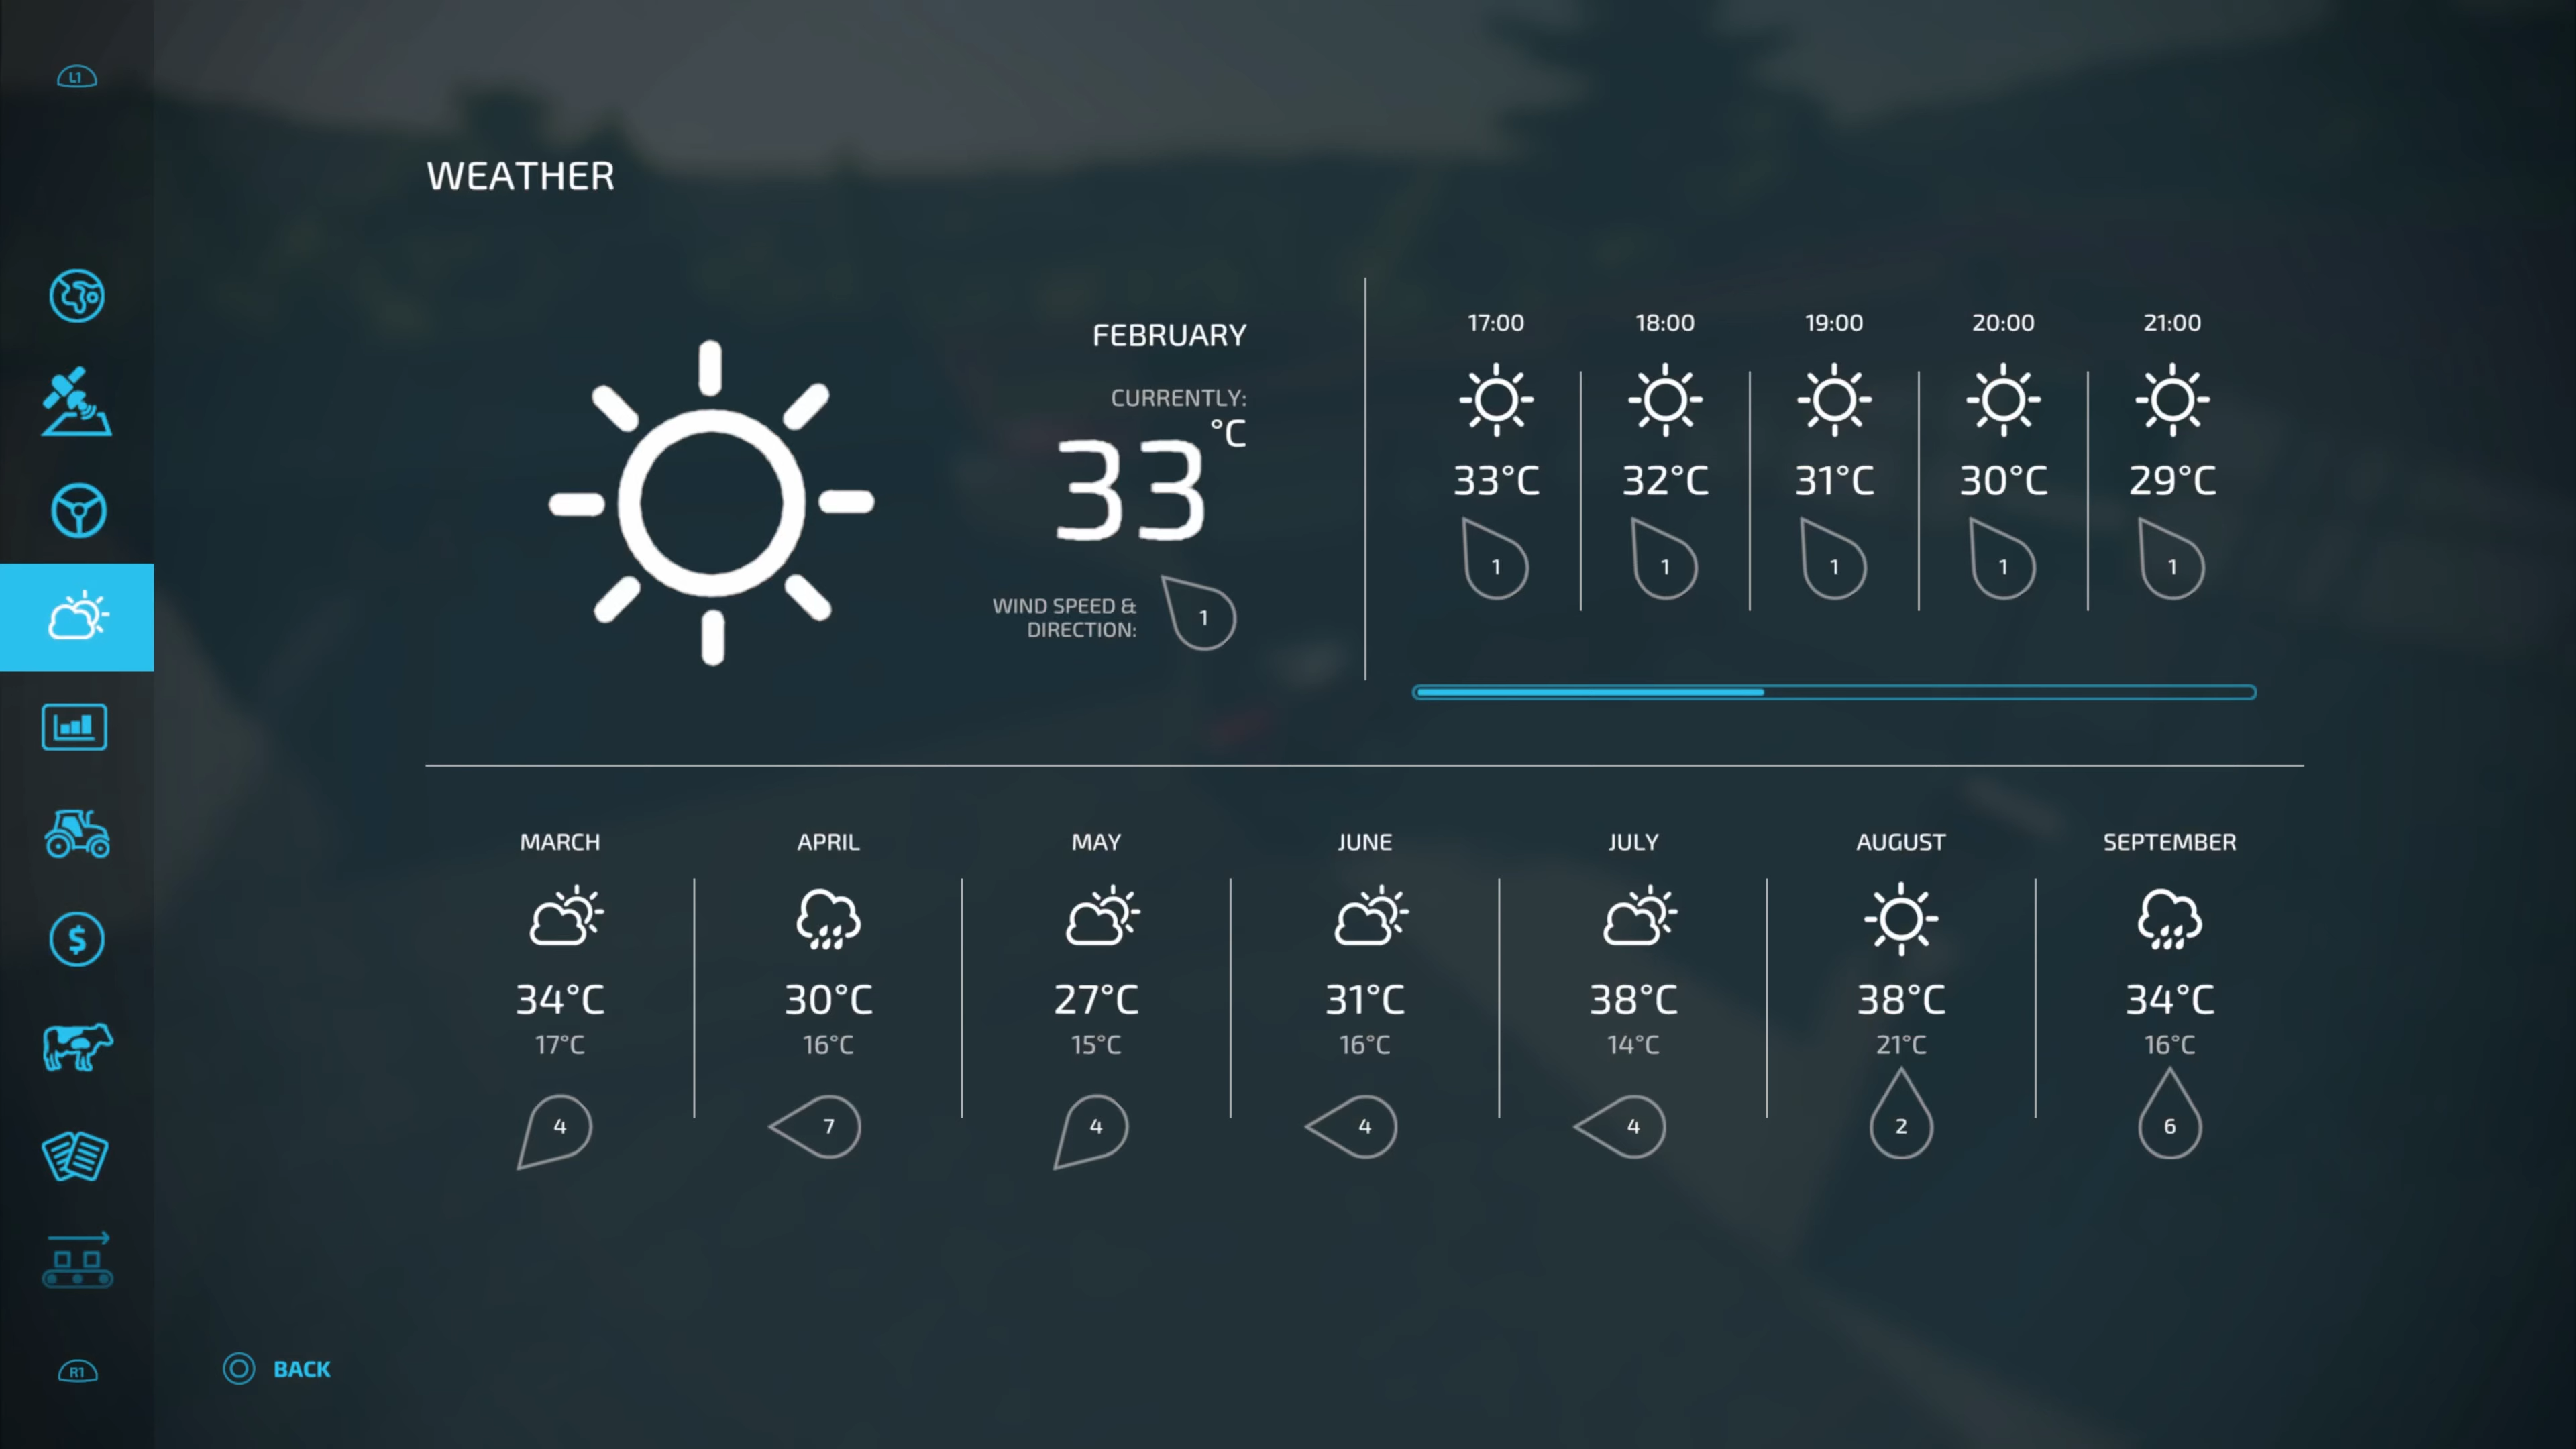 L1
WEATHER
FEBRUARY
CURRENTLY:
33 °C
WIND SPEED &
DIRECTION:
1
17:00 18:00 19:00 20:00 21:00
33°C 32°C 31°C 30°C 29°C
1 1 1 1 1
MARCH APRIL MAY JUNE JULY AUGUST SEPTEMBER
34°C 30°C 27°C 31°C 38°C 38°C 34°C
17°C 16°C 15°C 16°C 14°C 21°C 16°C
4 7 4 4 4 2 6
$
R1
BACK